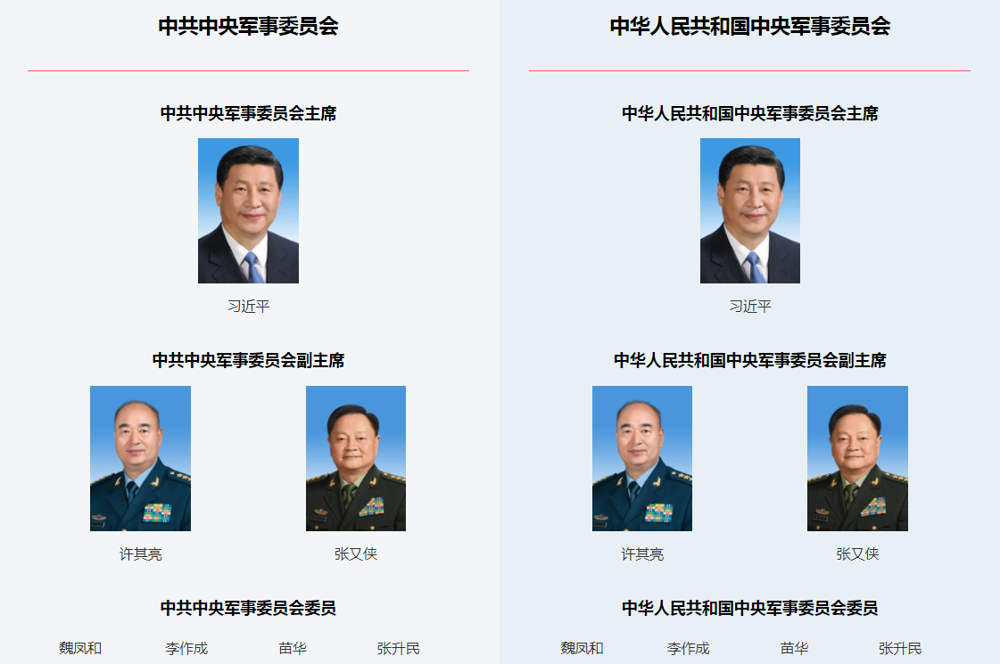 中共中央军事委员会
中共中央军事委员会主席
习近平
中共中央军事委员会副主席
许其亮 张又侠
中共中央军事委员会委员
魏凤和 李作成 苗华 张升民
中华人民共和国中央军事委员会
中华人民共和国中央军事委员会主席
习近平
中华人民共和国中央军事委员会副主席
许其亮 张又侠
中华人民共和国中央军事委员会委员
魏凤和 李作成 苗华 张升民